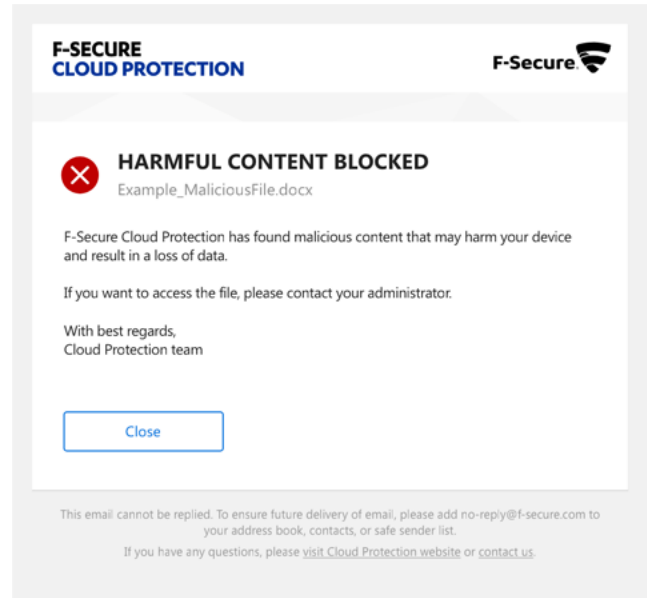 F-SECURE
CLOUD PROTECTION
F-Secure.
HARMFUL CONTENT BLOCKED
Example_MaliciousFile.docx
F-Secure Cloud Protection has found malicious content that may harm your device
and result in a loss of data.
If you want to access the file, please contact your administrator.
With best regards,
Cloud Protection team
Close
This email cannot be replied. To ensure future delivery of email, please add no-reply@f-secure.com to
your address book, contacts, or safe sender list.
If you have any questions, please visit Cloud Protection website or contact us.